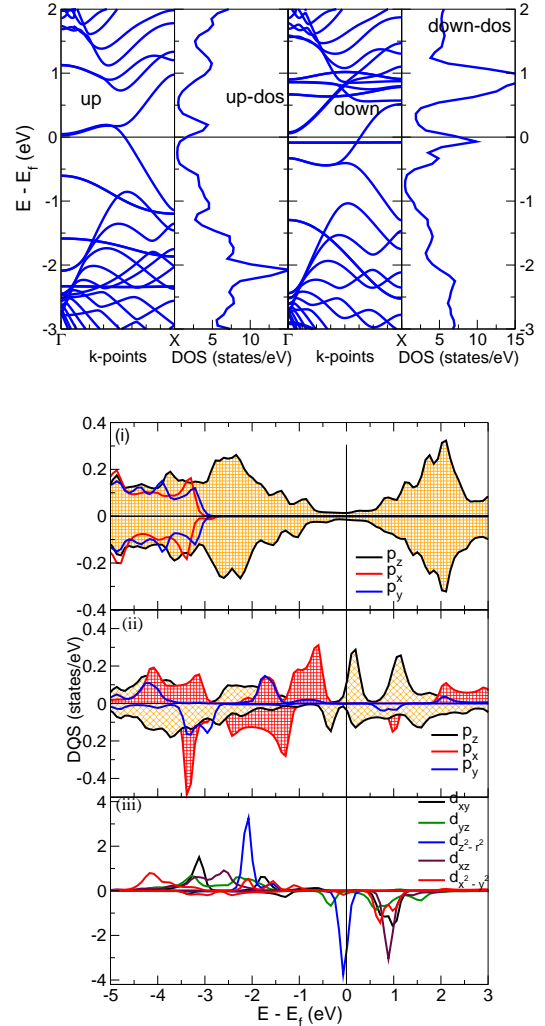 2
1
0
-1
-2
-3
E - E_f (eV)
up
up-dos
down
down-dos
Γ
X
5
10
Γ
X
5
10
15
k-points
DOS (states/eV)
k-points
DOS (states/eV)
(i)
0.4
0.2
0
-0.2
-0.4
p_z
p_x
p_y
(ii)
0.2
0
-0.2
-0.4
DOS (states/eV)
p_z
p_x
p_y
(iii)
4
2
0
-2
-4
d_xy
d_yz
d_z²-r²
d_xz
d_x²-y²
-5
-4
-3
-2
-1
0
1
2
3
E - E_f (eV)